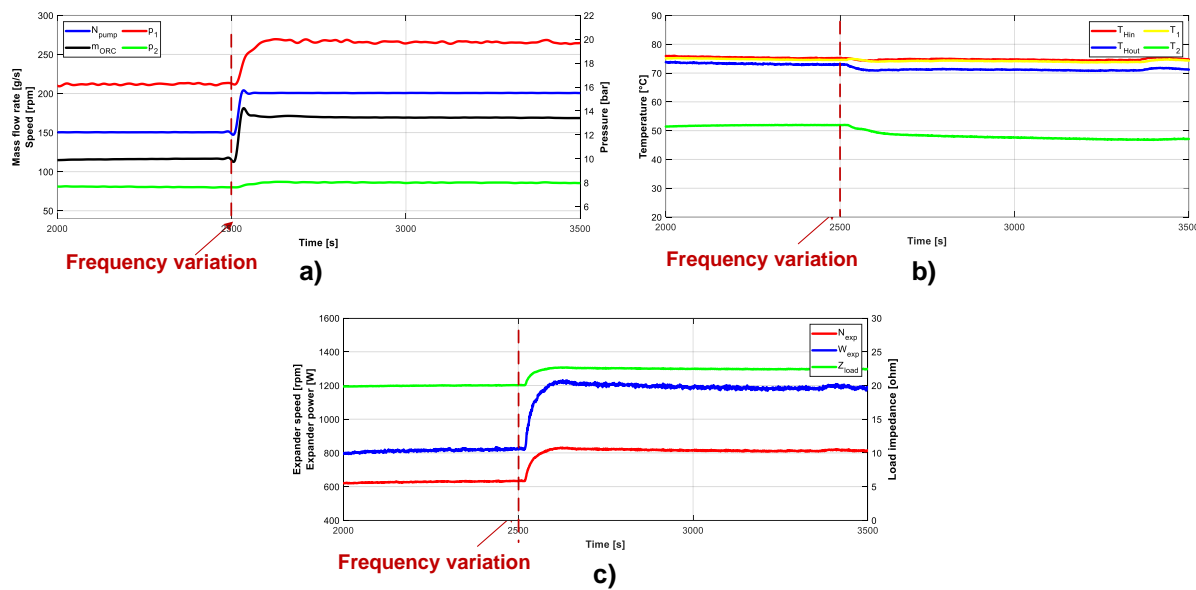 N_pump p_1
m_ORC p_2
300
250
200
150
100
50
22
20
18
16
14
12
10
8
6
Mass flow rate [g/s]
Speed [rpm]
Pressure [bar]
2000 2500 3000 3500
Time [s]
Frequency variation
a)
T_Hin T_1
T_Hout T_2
90
80
70
60
50
40
30
20
Temperature [°C]
2000 2500 3000 3500
Time [s]
Frequency variation
b)
N_exp
W_exp
Z_load
1600
1400
1200
1000
800
600
400
30
25
20
15
10
5
0
Expander speed [rpm]
Expander power [W]
Load impedance [ohm]
2000 2500 3000 3500
Time [s]
Frequency variation
c)